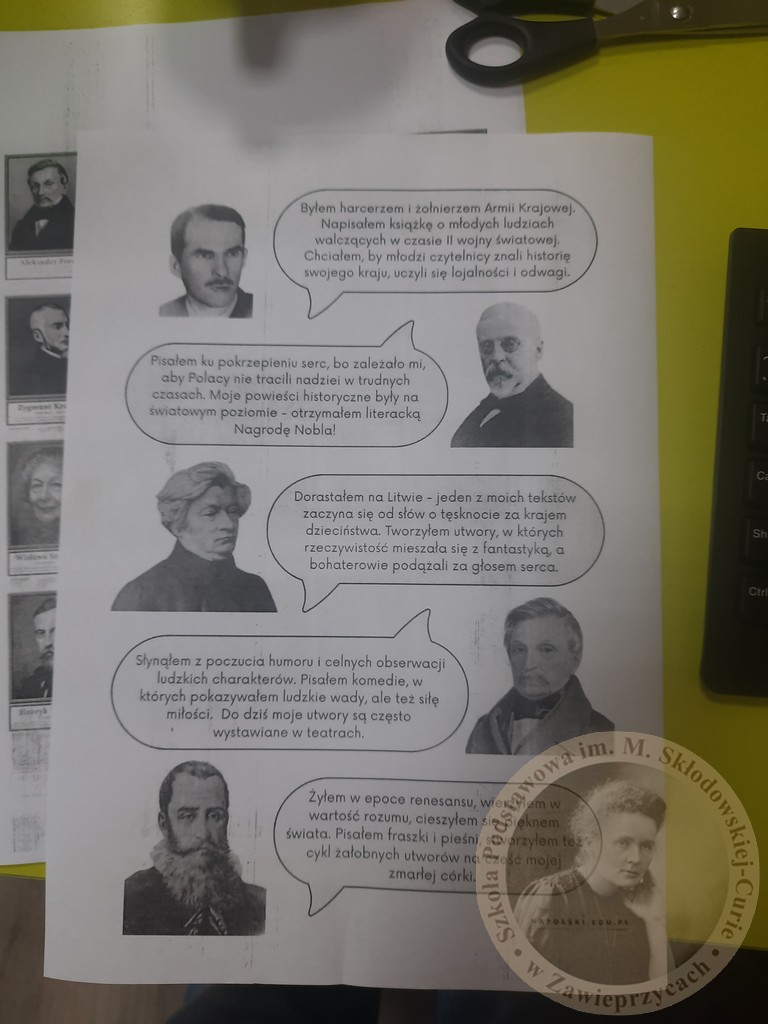 Byłem harcerzem i żołnierzem Armii Krajowej.
Napisałem książkę o młodych ludziach
walczących w czasie II wojny światowej.
Chciałem, by młodzi czytelnicy znali historię
swojego kraju, uczyli się lojalności i odwagi.
Pisałem ku pokrzepieniu serc, bo zależało mi,
aby Polacy nie tracili nadziei w trudnych
czasach. Moje powieści historyczne były na
światowym poziomie - otrzymałem literacką
Nagrodę Nobla!
Dorastałem na Litwie - jeden z moich tekstów
zaczyna się od słów o tęsknocie za krajem
dzieciństwa. Tworzyłem utwory, w których
rzeczywistość mieszała się z fantastyką, a
bohaterowie podążali za głosem serca.
Słynąłem z poczucia humoru i celnych obserwacji
ludzkich charakterów. Pisałem komedie, w
których pokazywałem ludzkie wady, ale też siłę
miłości. Do dziś moje utwory są często
wystawiane w teatrach.
Żyłem w epoce renesansu, wierzyłem w
wartość rozumu, cieszyłem się pięknem
świata. Pisałem fraszki i pieśni, stworzyłem też
cykl żałobnych utworów na cześć mojej
zmarłej córki.
Aleksander
Zygmunt
Wisława
Henryk
Ctrl
Szkoła Podstawowa im. M. Skłodowskiej-Curie
w Zawieprzycach